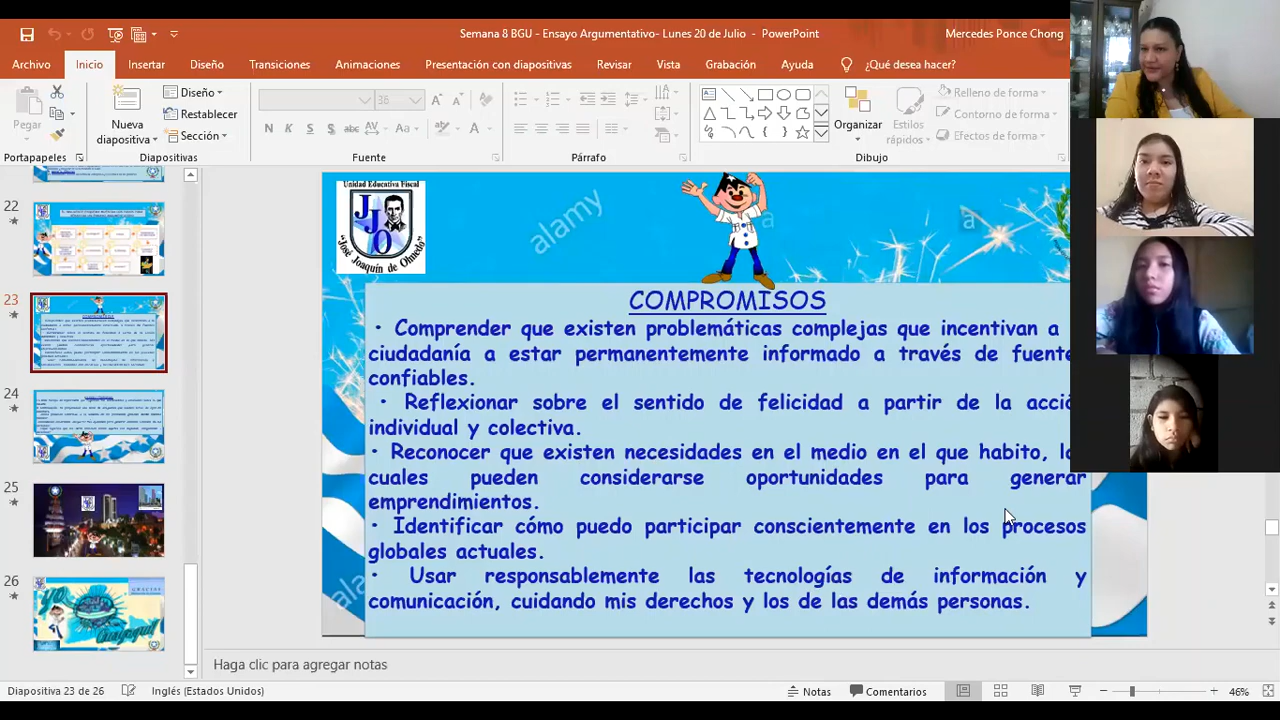 Semana 8 BGU - Ensayo Argumentativo- Lunes 20 de Julio - PowerPoint
Mercedes Ponce Chong
Archivo Inicio Insertar Diseño Transiciones Animaciones Presentación con diapositivas Revisar Vista Grabación Ayuda ¿Qué desea hacer?
Pegar
Portapapeles
Nueva
diapositiva
Diseño
Restablecer
Sección
Diapositivas
36
N K S abc AV Aa A
Fuente
Párrafo
Organizar
Estilos
rápidos
Relleno de forma
Contorno de forma
Efectos de forma
Dibujo
22
23
24
25
26
Unidad Educativa Fiscal
JJO
"José Joaquín de Olmedo"
alamy
a
a
COMPROMISOS
• Comprender que existen problemáticas complejas que incentivan a
ciudadanía a estar permanentemente informado a través de
confiables.
• Reflexionar sobre el sentido de felicidad a partir de la
individual y colectiva.
• Reconocer que existen necesidades en el medio en el que habito,
cuales pueden considerarse oportunidades para generar
emprendimientos.
• Identificar cómo puedo participar conscientemente en los procesos
globales actuales.
• Usar responsablemente las tecnologías de información y
comunicación, cuidando mis derechos y los de las demás personas.
Haga clic para agregar notas
Diapositiva 23 de 26 Inglés (Estados Unidos) Notas Comentarios 46%